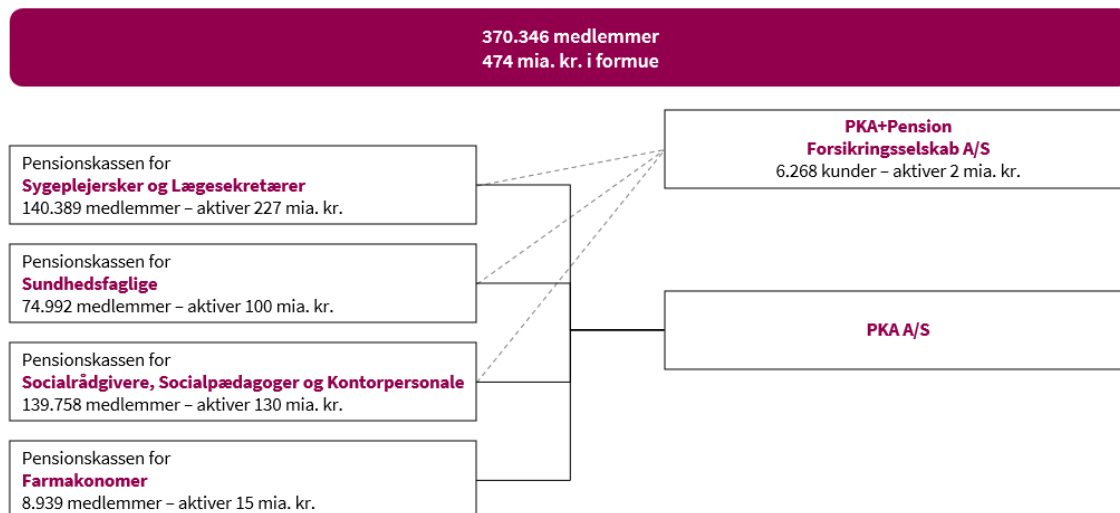 370.346 medlemmer
474 mia. kr. i formue
PKA+Pension
Forsikringsselskab A/S
6.268 kunder – aktiver 2 mia. kr.
Pensionskassen for
Sygeplejersker og Lægesekretærer
140.389 medlemmer – aktiver 227 mia. kr.
Pensionskassen for
Sundhedsfaglige
74.992 medlemmer – aktiver 100 mia. kr.
PKA A/S
Pensionskassen for
Socialrådgivere, Socialpædagoger og Kontorpersonale
139.758 medlemmer – aktiver 130 mia. kr.
Pensionskassen for
Farmakonomer
8.939 medlemmer – aktiver 15 mia. kr.